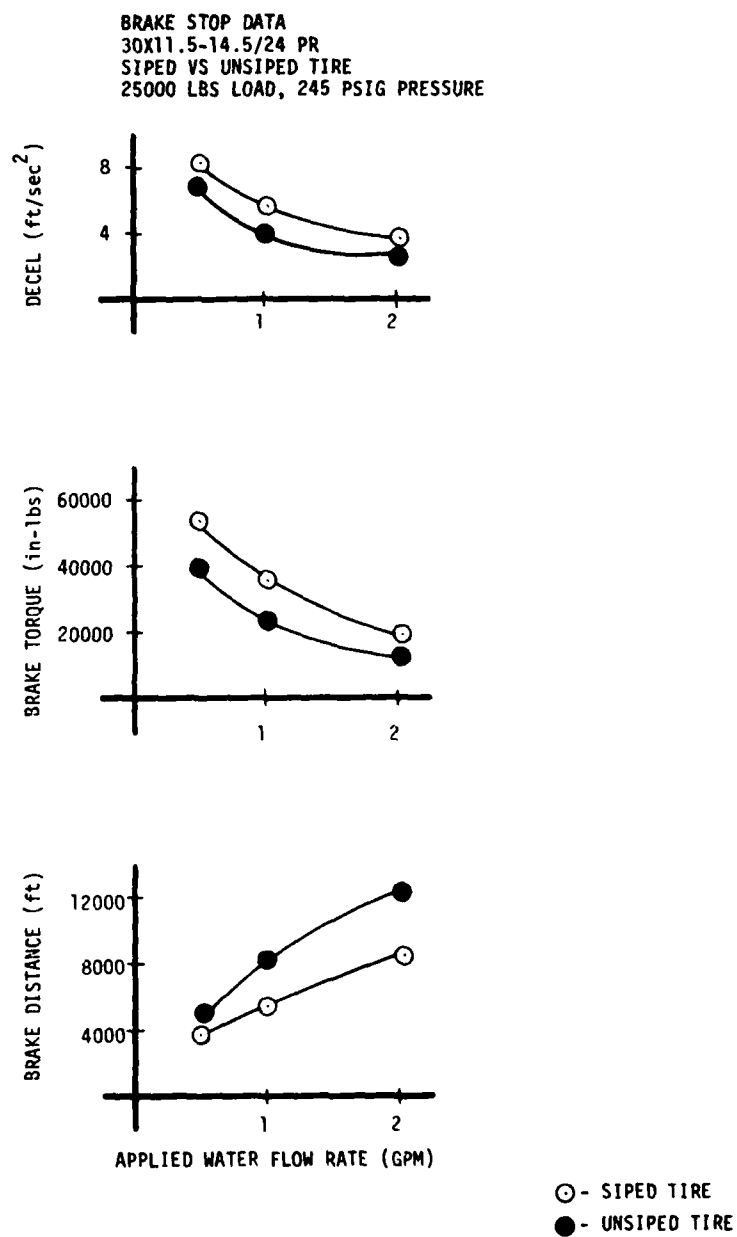 BRAKE STOP DATA
30X11.5-14.5/24 PR
SIPED VS UNSIPED TIRE
25000 LBS LOAD, 245 PSIG PRESSURE
DECEL (ft/sec²)
8
4
1
2
BRAKE TORQUE (in-lbs)
60000
40000
20000
1
2
BRAKE DISTANCE (ft)
12000
8000
4000
1
2
APPLIED WATER FLOW RATE (GPM)
- SIPED TIRE
- UNSIPED TIRE